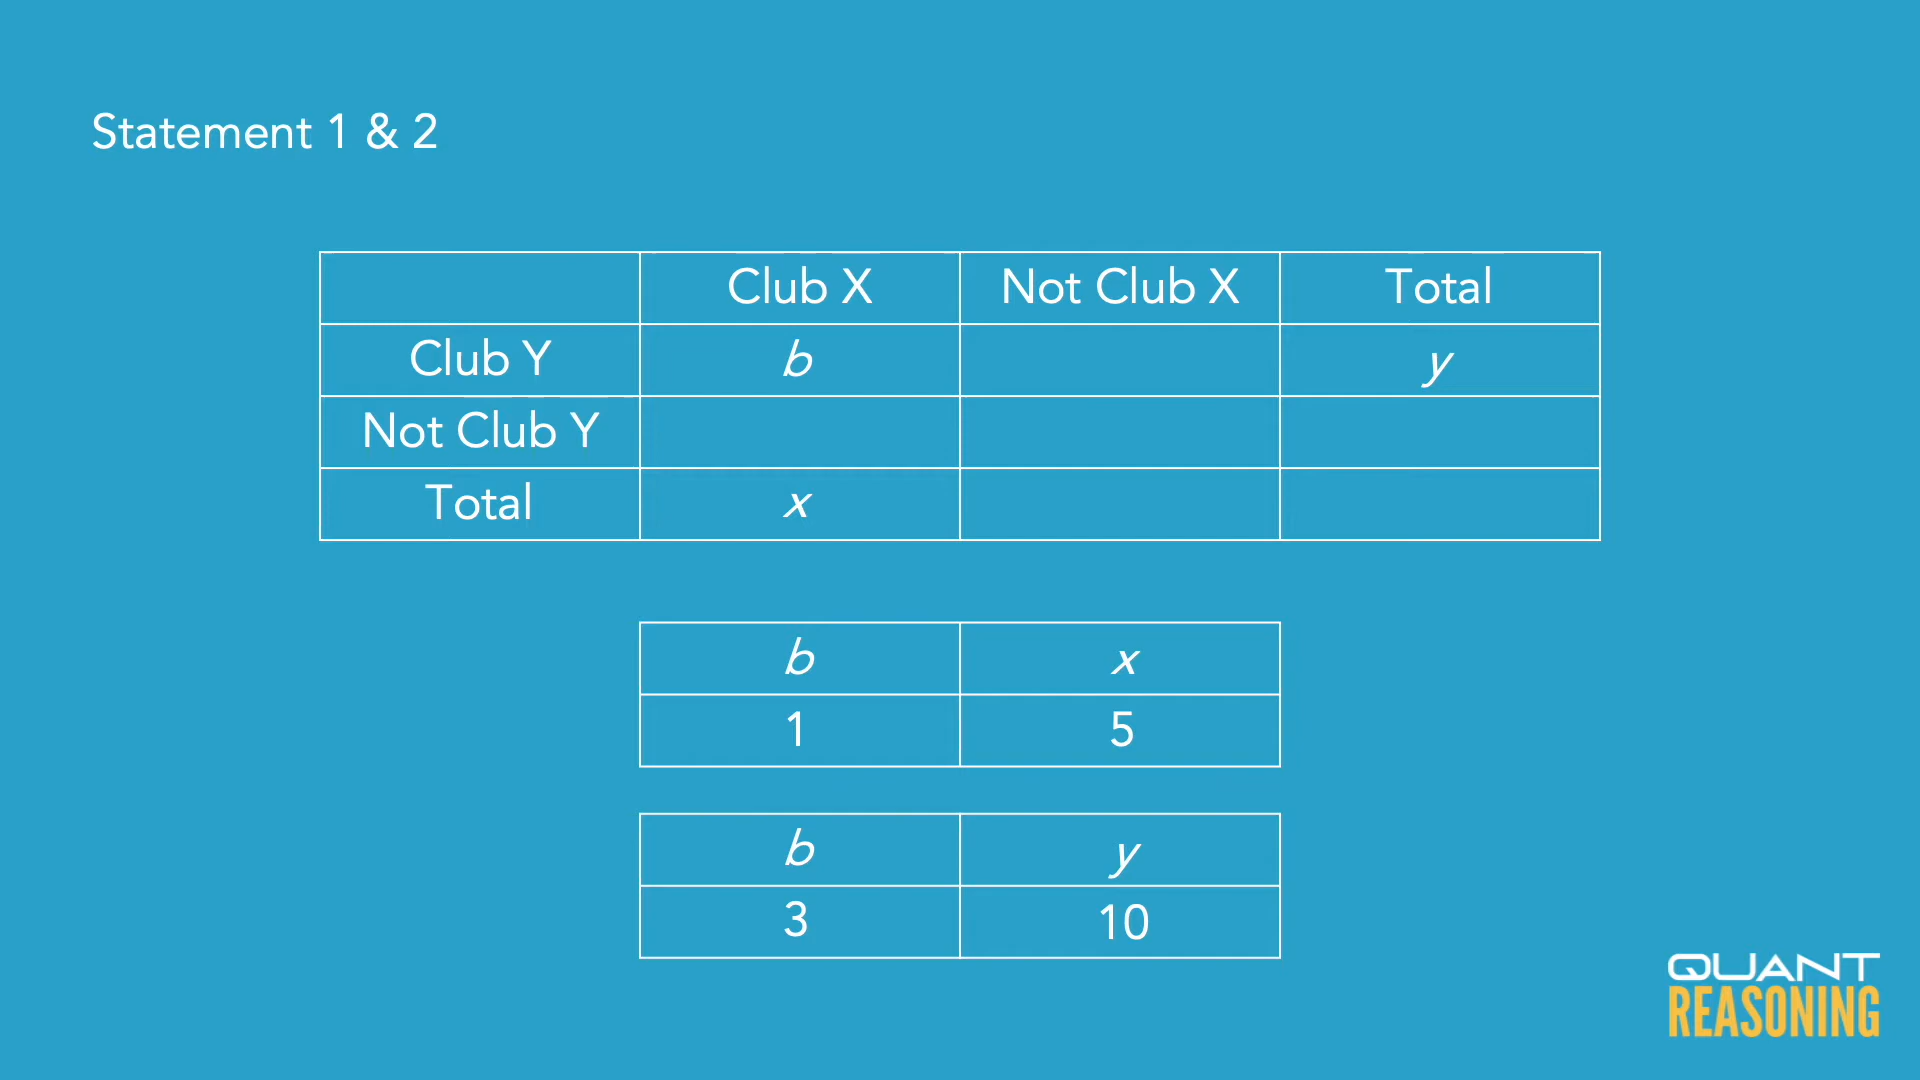 Statement 1 & 2
Club X Not Club X Total
Club Y b y
Not Club Y
Total x
b x
1 5
b y
3 10
QUANT
REASONING